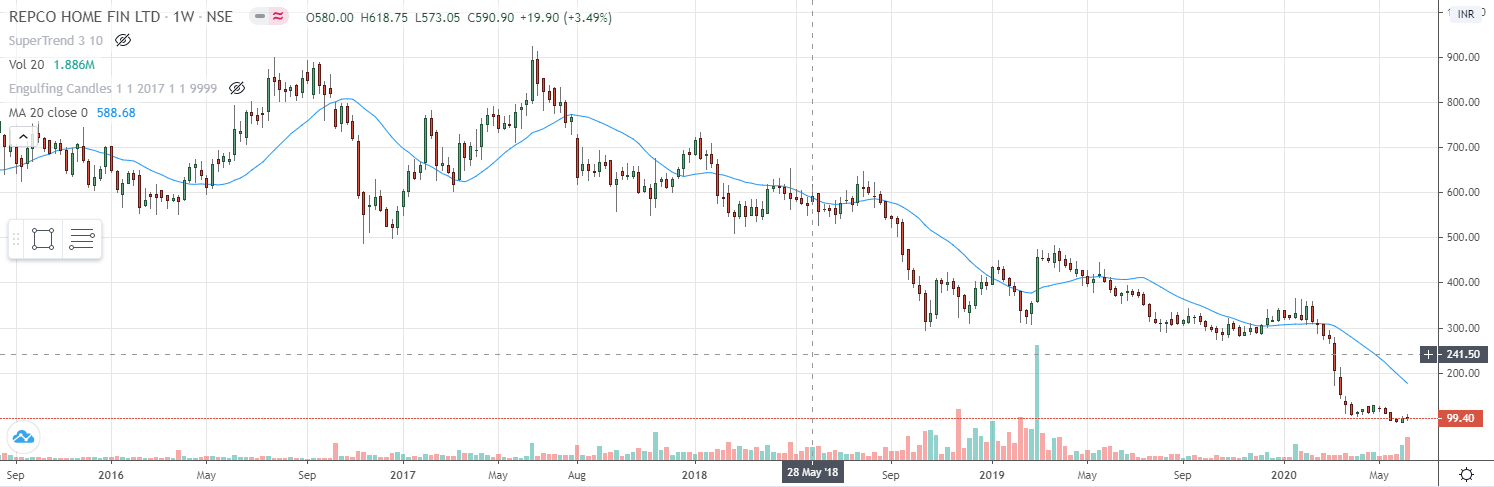 REPCO HOME FIN LTD · 1W · NSE O580.00 H618.75 L573.05 C590.90 +19.90 (+3.49%)
SuperTrend 3 10
Vol 20 1.886M
Engulfing Candles 1 1 2017 1 1 9999
MA 20 close 0 588.68
INR
900.00
800.00
700.00
600.00
500.00
400.00
300.00
241.50
200.00
99.40
Sep 2016 May Sep 2017 May Aug 2018 28 May '18 Sep 2019 May Sep 2020 May